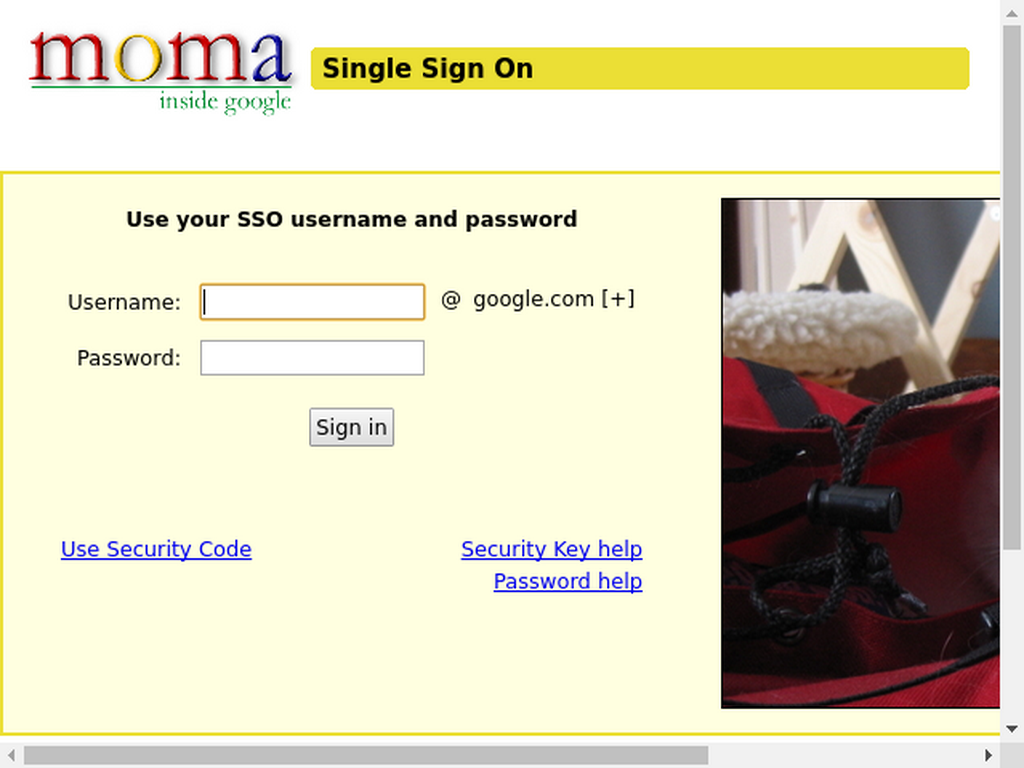 moma
inside google
Single Sign On
Use your SSO username and password
Username:
@ google.com [+]
Password:
Sign in
Use Security Code
Security Key help
Password help